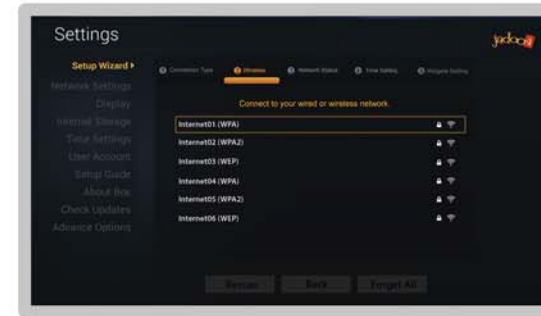 Settings
jadoo
Setup Wizard
Network Settings
Display
Internal Storage
Time Settings
User Account
Setup Guide
About Box
Check Updates
Advance Options
Connection Type
Wireless
Network Status
Time Setting
Connect to your wired or wireless network.
Internet01 (WPA)
Internet02 (WPA2)
Internet03 (WEP)
Internet04 (WPA)
Internet05 (WPA2)
Internet06 (WEP)
Rescan Back Forget All